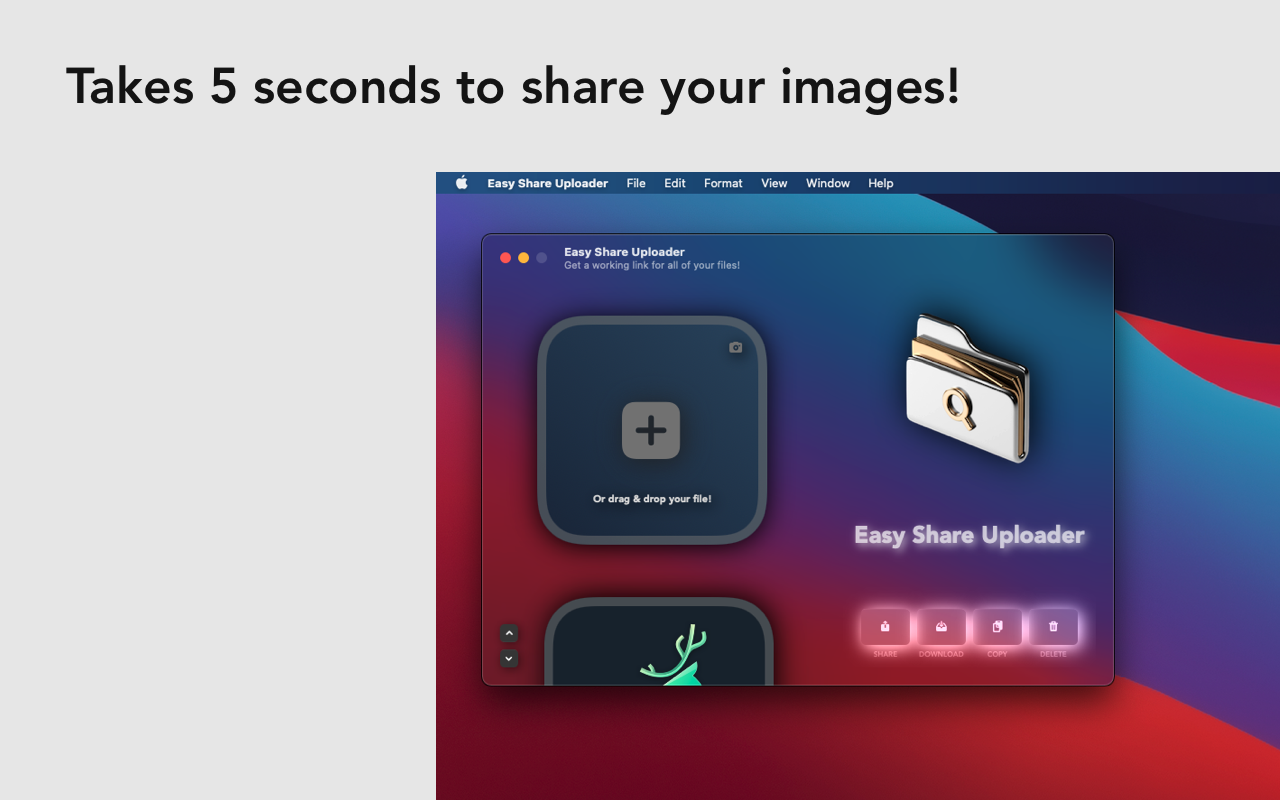 Takes 5 seconds to share your images!
Easy Share Uploader File Edit Format View Window Help
Easy Share Uploader
Get a working link for all of your files!
Or drag & drop your file!
Easy Share Uploader
SHARE DOWNLOAD COPY DELETE